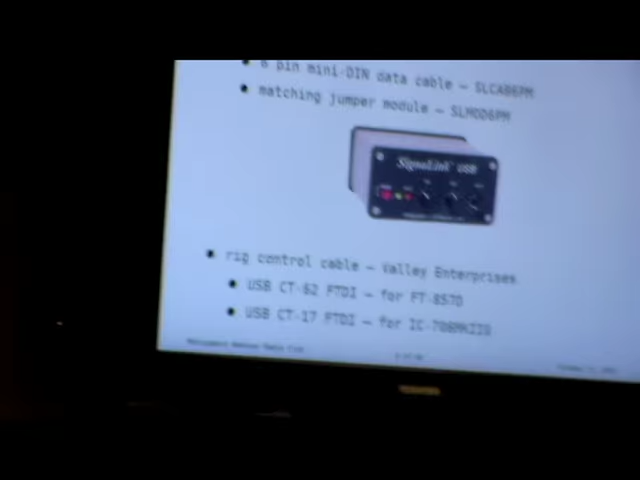 6 pin mini-DIN data cable – SLCAB6PM
matching jumper module – SLMOD6PM
SignaLink USB
rig control cable – Valley Enterprises
USB CT-62 FTDI – for FT-857D
USB CT-17 FTDI – for IC-706MKIIG
TOSHIBA